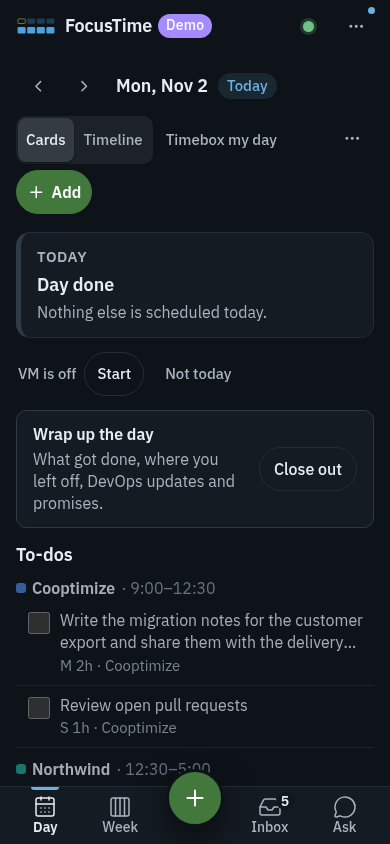 FocusTime Demo
Mon, Nov 2 Today
Cards Timeline Timebox my day
+ Add
TODAY
Day done
Nothing else is scheduled today.
VM is off Start Not today
Wrap up the day
What got done, where you
left off, DevOps updates and
promises.
Close out
To-dos
Cooptimize · 9:00–12:30
Write the migration notes for the customer
export and share them with the delivery…
M 2h · Cooptimize
Review open pull requests
S 1h · Cooptimize
Northwind · 12:30–5:00
Day Week Inbox 5 Ask